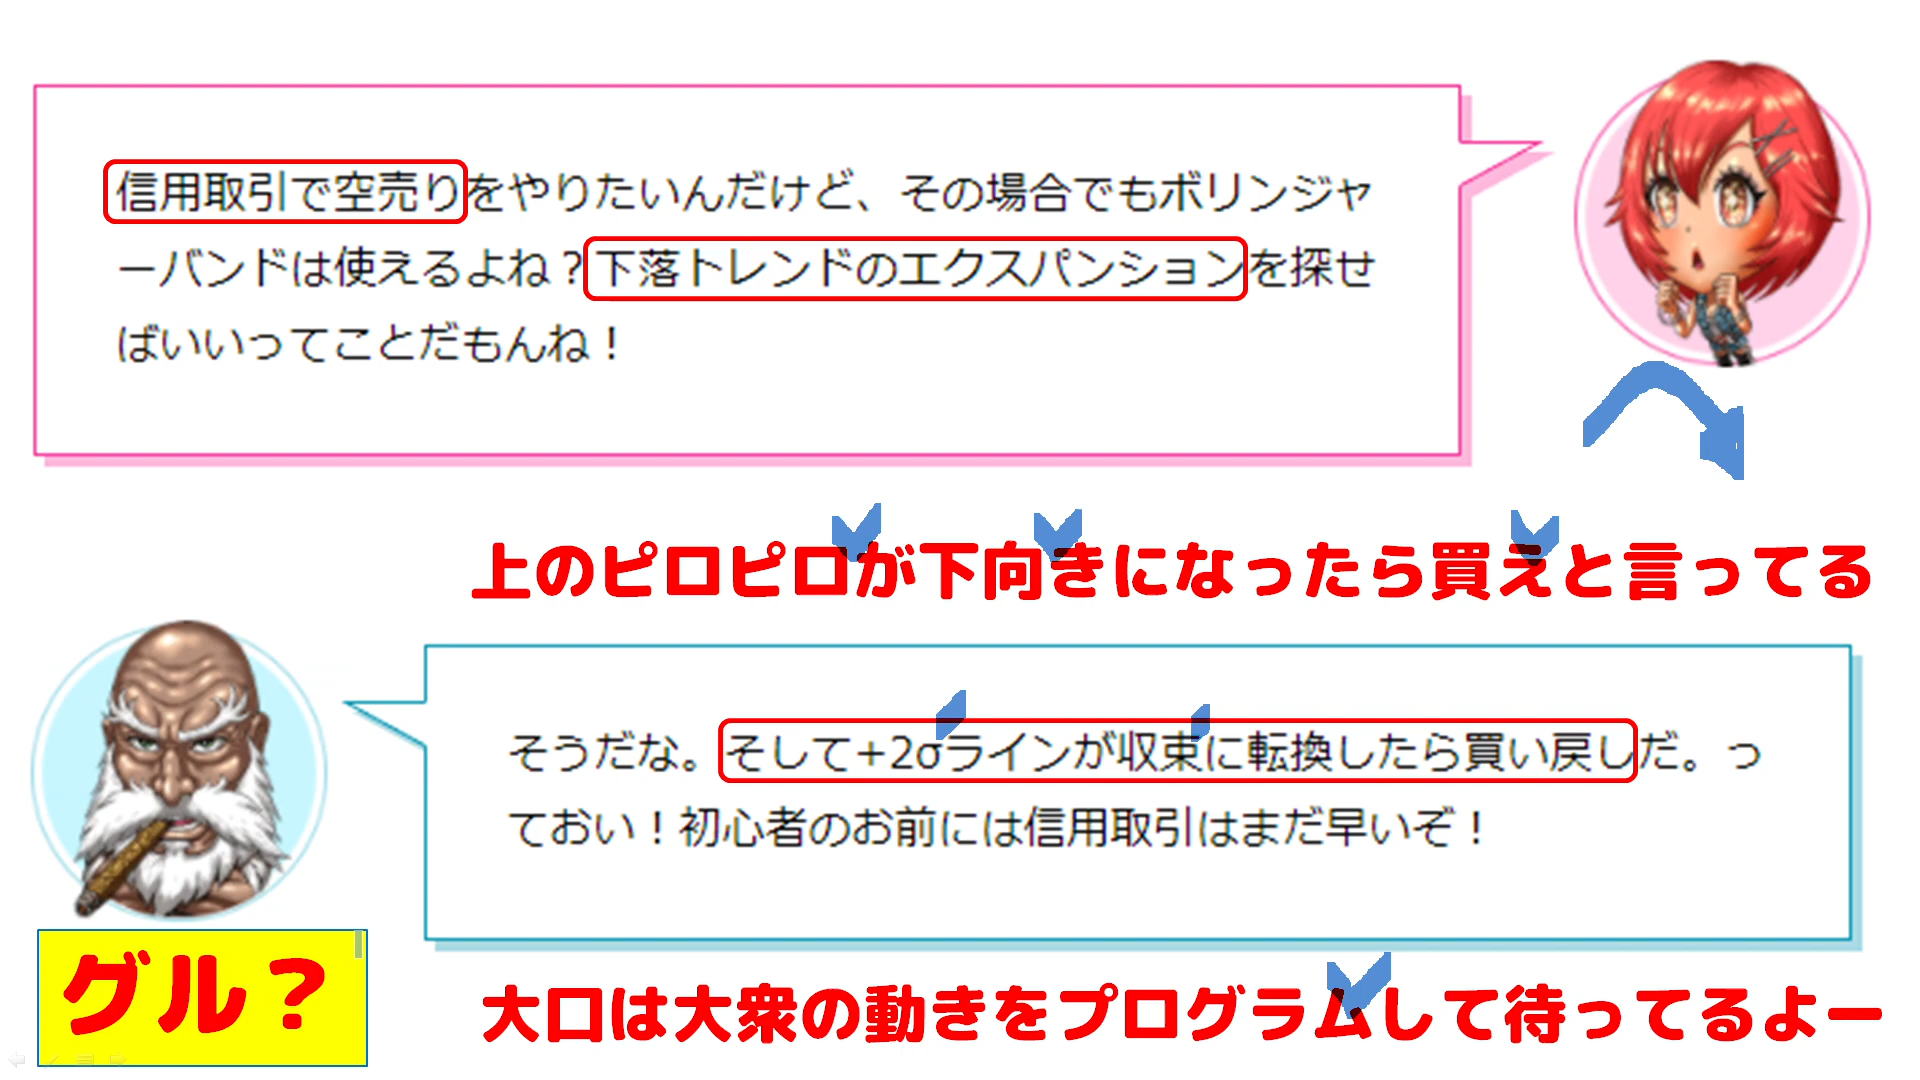 信用取引で空売りをやりたいんだけど、その場合でもボリンジャ
ーバンドは使えるよね？下落トレンドのエクスパンションを探せ
ばいいってことだもんね！
上のピロピロが下向きになったら買えと言ってる
そうだな。そして+2σラインが収束に転換したら買い戻しだ。っ
ておい！初心者のお前には信用取引はまだ早いぞ！
グル？
大口は大衆の動きをプログラムして待ってるよー